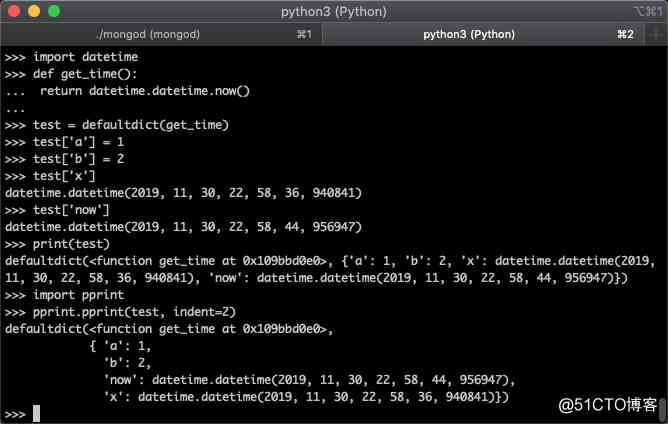 python3 (Python)
⌥⌘1
./mongod (mongod) ⌘1 python3 (Python) ⌘2 +
>>> import datetime
>>> def get_time():
...  return datetime.datetime.now()
...
>>> test = defaultdict(get_time)
>>> test['a'] = 1
>>> test['b'] = 2
>>> test['x']
datetime.datetime(2019, 11, 30, 22, 58, 36, 940841)
>>> test['now']
datetime.datetime(2019, 11, 30, 22, 58, 44, 956947)
>>> print(test)
defaultdict(<function get_time at 0x109bbd0e0>, {'a': 1, 'b': 2, 'x': datetime.datetime(2019,
11, 30, 22, 58, 36, 940841), 'now': datetime.datetime(2019, 11, 30, 22, 58, 44, 956947)})
>>> import pprint
>>> pprint.pprint(test, indent=2)
defaultdict(<function get_time at 0x109bbd0e0>,
            { 'a': 1,
              'b': 2,
              'now': datetime.datetime(2019, 11, 30, 22, 58, 44, 956947),
              'x': datetime.datetime(2019, 11, 30, 22, 58, 36, 940841)})
>>>
@51CTO博客